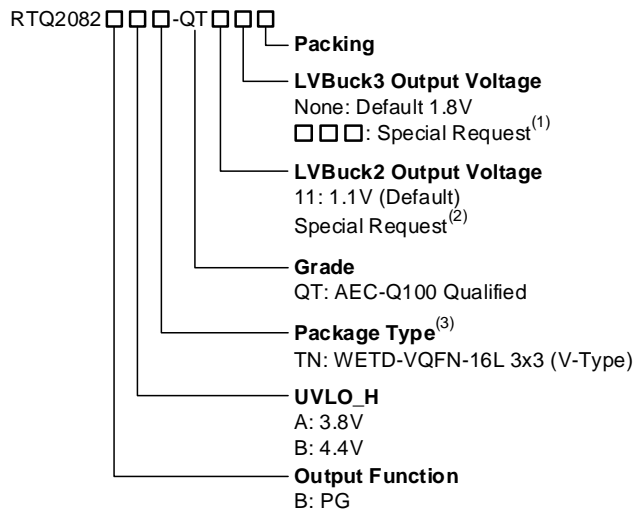 RTQ2082□□□-QT□□□
Packing
LVBuck3 Output Voltage
None: Default 1.8V
□□□: Special Request(1)
LVBuck2 Output Voltage
11: 1.1V (Default)
Special Request(2)
Grade
QT: AEC-Q100 Qualified
Package Type(3)
TN: WETD-VQFN-16L 3x3 (V-Type)
UVLO_H
A: 3.8V
B: 4.4V
Output Function
B: PG